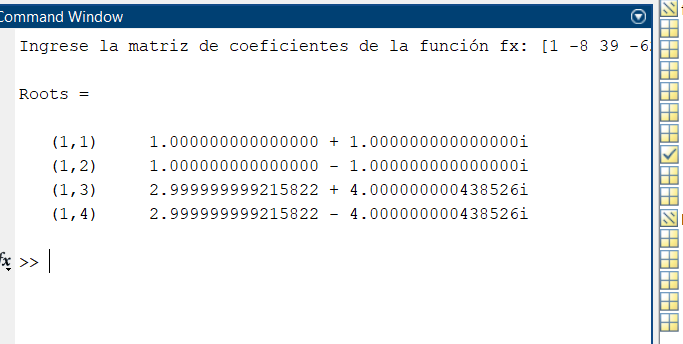 Command Window
Ingrese la matriz de coeficientes de la función fx: [1 -8 39 -6
Roots =
(1,1) 1.000000000000000 + 1.000000000000000i
(1,2) 1.000000000000000 - 1.000000000000000i
(1,3) 2.999999999215822 + 4.000000000438526i
(1,4) 2.999999999215822 - 4.000000000438526i
fx >>